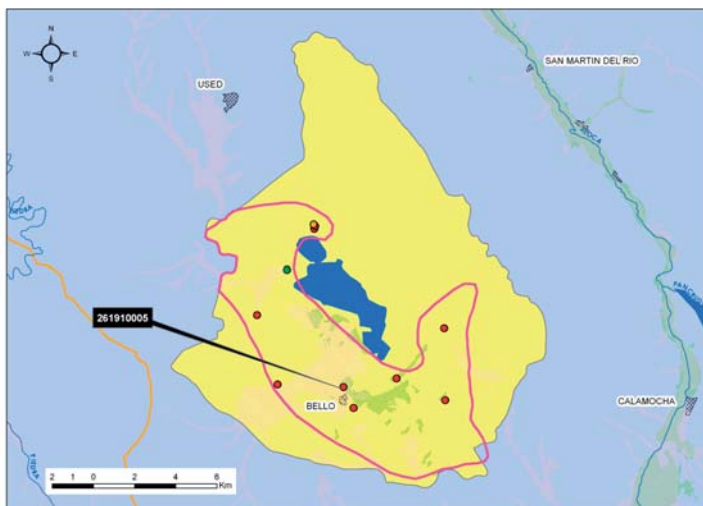 N
W E
S
USED
SAN MARTIN DEL RIO
261910005
BELLO
CALAMOCHA
2 1 0 2 4 6
Km